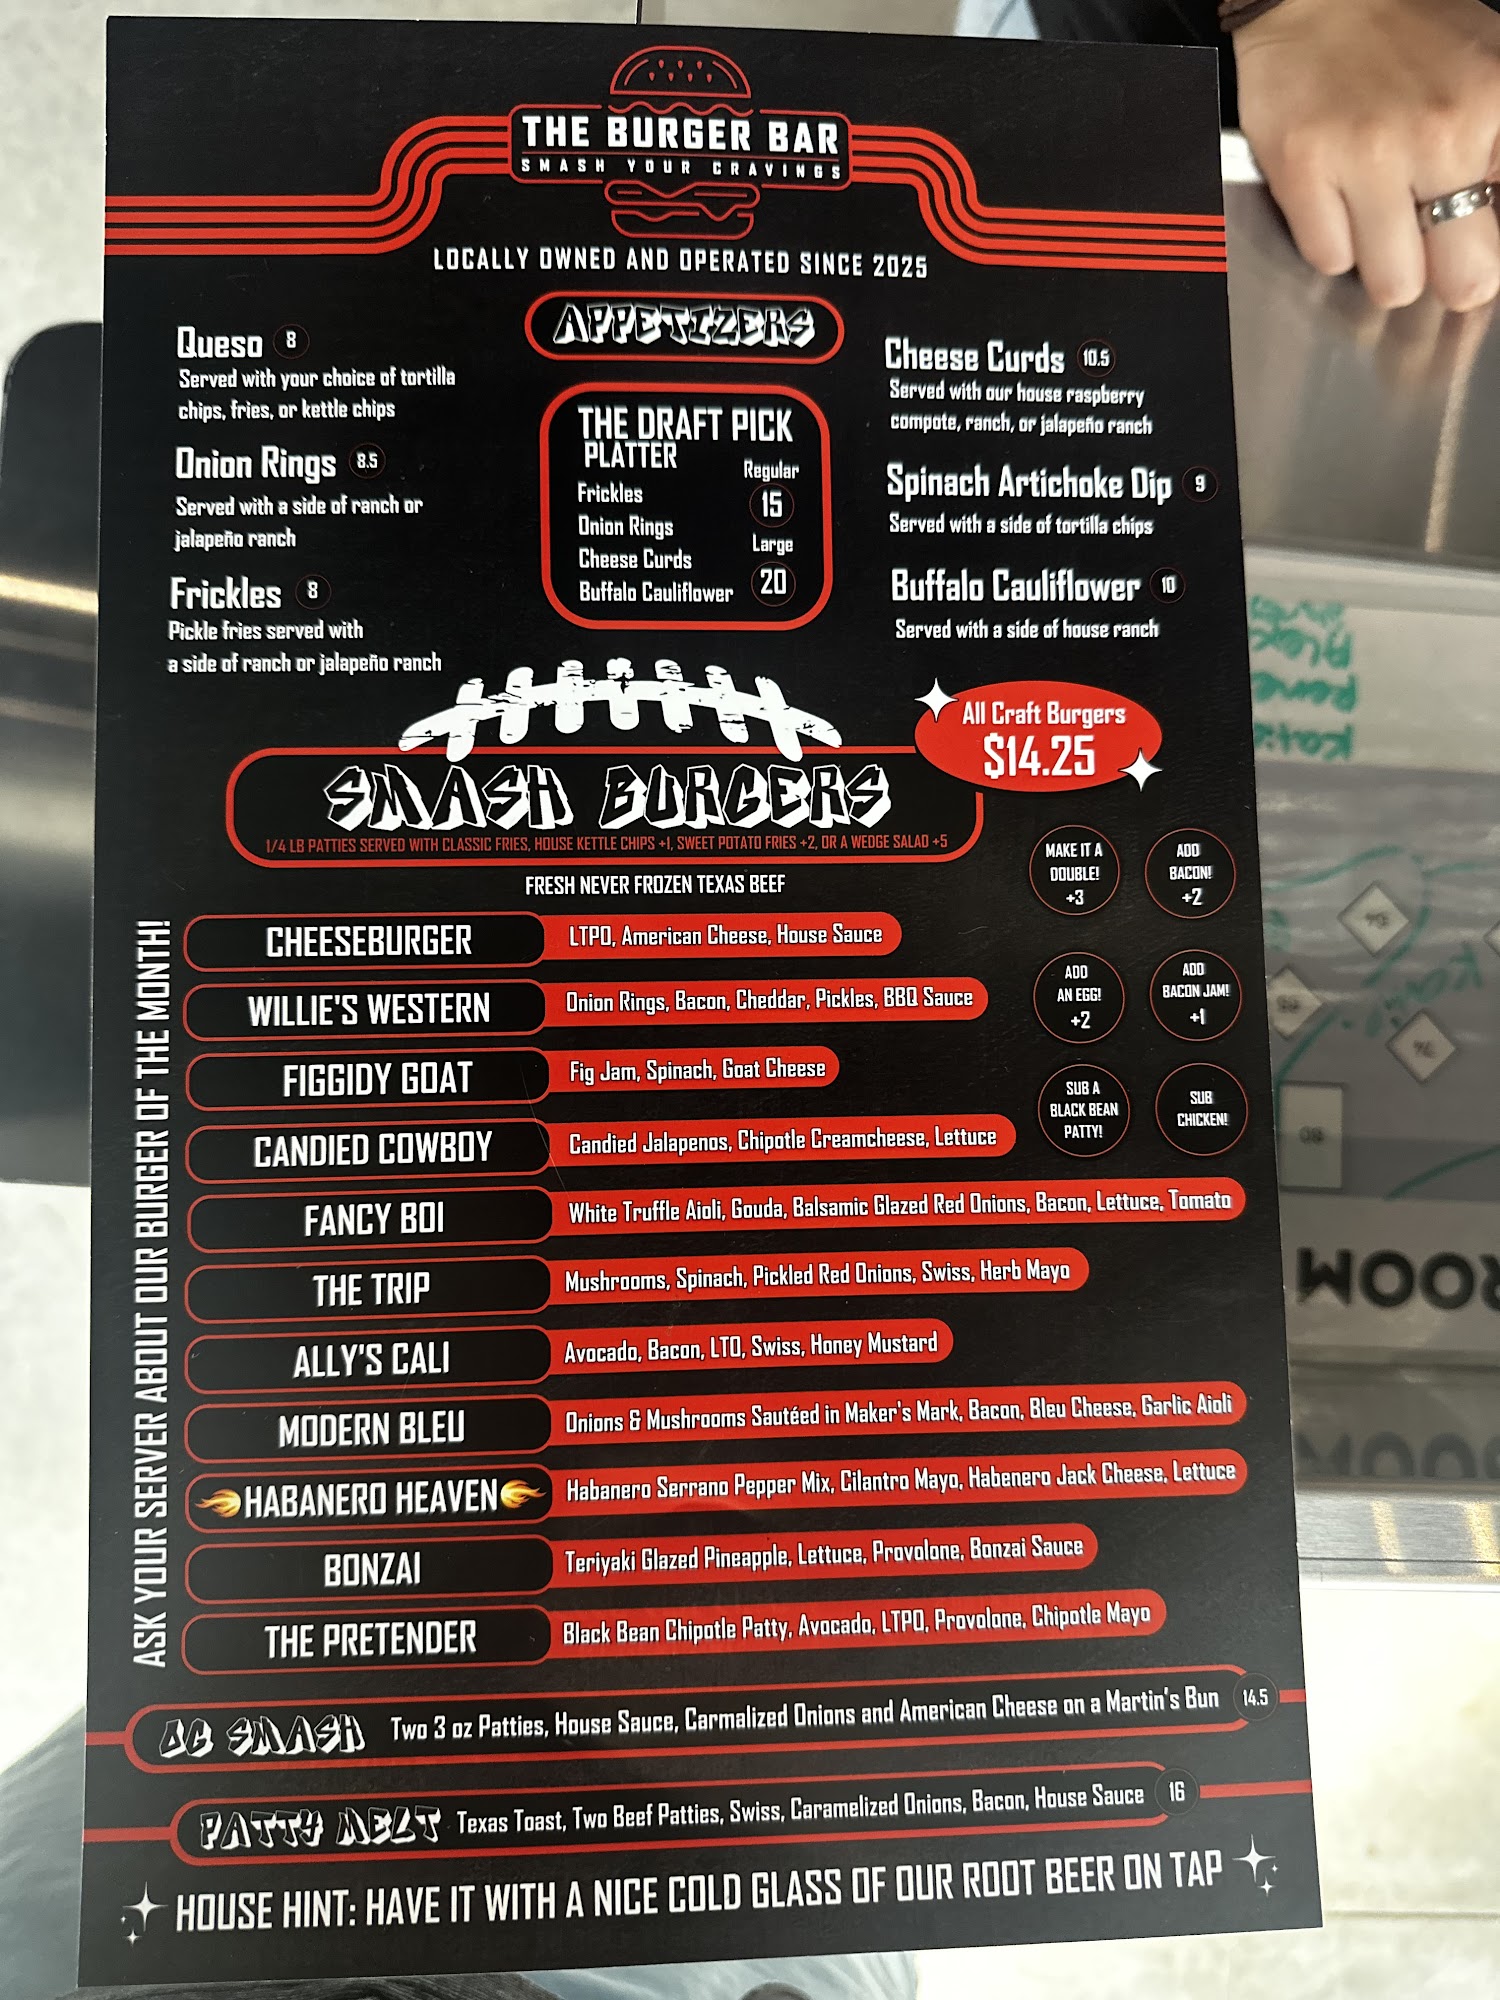 THE BURGER BAR
SMASH YOUR CRAVINGS
LOCALLY OWNED AND OPERATED SINCE 2025
APPETIZERS
Queso 8
Served with your choice of tortilla
chips, fries, or kettle chips
Onion Rings 8.5
Served with a side of ranch or
jalapeño ranch
Frickles 8
Pickle fries served with
a side of ranch or jalapeño ranch
THE DRAFT PICK
PLATTER
Regular
Frickles
15
Onion Rings
Large
Cheese Curds
20
Buffalo Cauliflower
Cheese Curds 10.5
Served with our house raspberry
compote, ranch, or jalapeño ranch
Spinach Artichoke Dip 9
Served with a side of tortilla chips
Buffalo Cauliflower 10
Served with a side of house ranch
All Craft Burgers
$14.25
SMASH BURGERS
1/4 LB PATTIES SERVED WITH CLASSIC FRIES, HOUSE KETTLE CHIPS +1, SWEET POTATO FRIES +2, OR A WEDGE SALAD +5
FRESH NEVER FROZEN TEXAS BEEF
MAKE IT A
DOUBLE!
+3
ADD
BACON!
+2
ADD
AN EGG!
+2
ADD
BACON JAM!
+1
SUB A
BLACK BEAN
PATTY!
SUB
CHICKEN!
ASK YOUR SERVER ABOUT OUR BURGER OF THE MONTH!
CHEESEBURGER LTPO, American Cheese, House Sauce
WILLIE'S WESTERN Onion Rings, Bacon, Cheddar, Pickles, BBQ Sauce
FIGGIDY GOAT Fig Jam, Spinach, Goat Cheese
CANDIED COWBOY Candied Jalapenos, Chipotle Creamcheese, Lettuce
FANCY BOI White Truffle Aioli, Gouda, Balsamic Glazed Red Onions, Bacon, Lettuce, Tomato
THE TRIP Mushrooms, Spinach, Pickled Red Onions, Swiss, Herb Mayo
ALLY'S CALI Avocado, Bacon, LTO, Swiss, Honey Mustard
MODERN BLEU Onions & Mushrooms Sautéed in Maker's Mark, Bacon, Bleu Cheese, Garlic Aioli
HABANERO HEAVEN Habanero Serrano Pepper Mix, Cilantro Mayo, Habenero Jack Cheese, Lettuce
BONZAI Teriyaki Glazed Pineapple, Lettuce, Provolone, Bonzai Sauce
THE PRETENDER Black Bean Chipotle Patty, Avocado, LTPO, Provolone, Chipotle Mayo
OG SMASH Two 3 oz Patties, House Sauce, Carmalized Onions and American Cheese on a Martin's Bun 14.5
PATTY MELT Texas Toast, Two Beef Patties, Swiss, Caramelized Onions, Bacon, House Sauce 16
HOUSE HINT: HAVE IT WITH A NICE COLD GLASS OF OUR ROOT BEER ON TAP